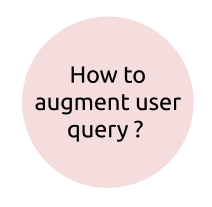 How to
augment user
query ?